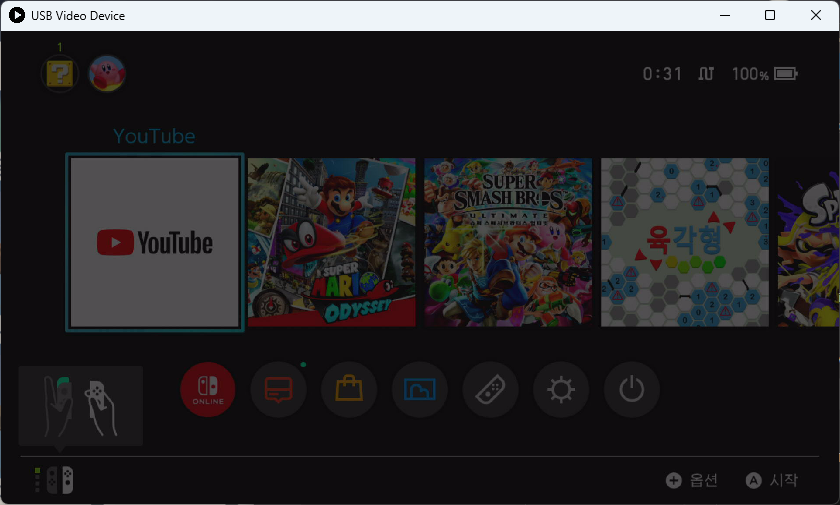 USB Video Device
1
0:31
100%
YouTube
YouTube
SUPER MARIO
ODYSSEY
SUPER
SMASH BROS.
ULTIMATE
육각형
ONLINE
옵션
시작